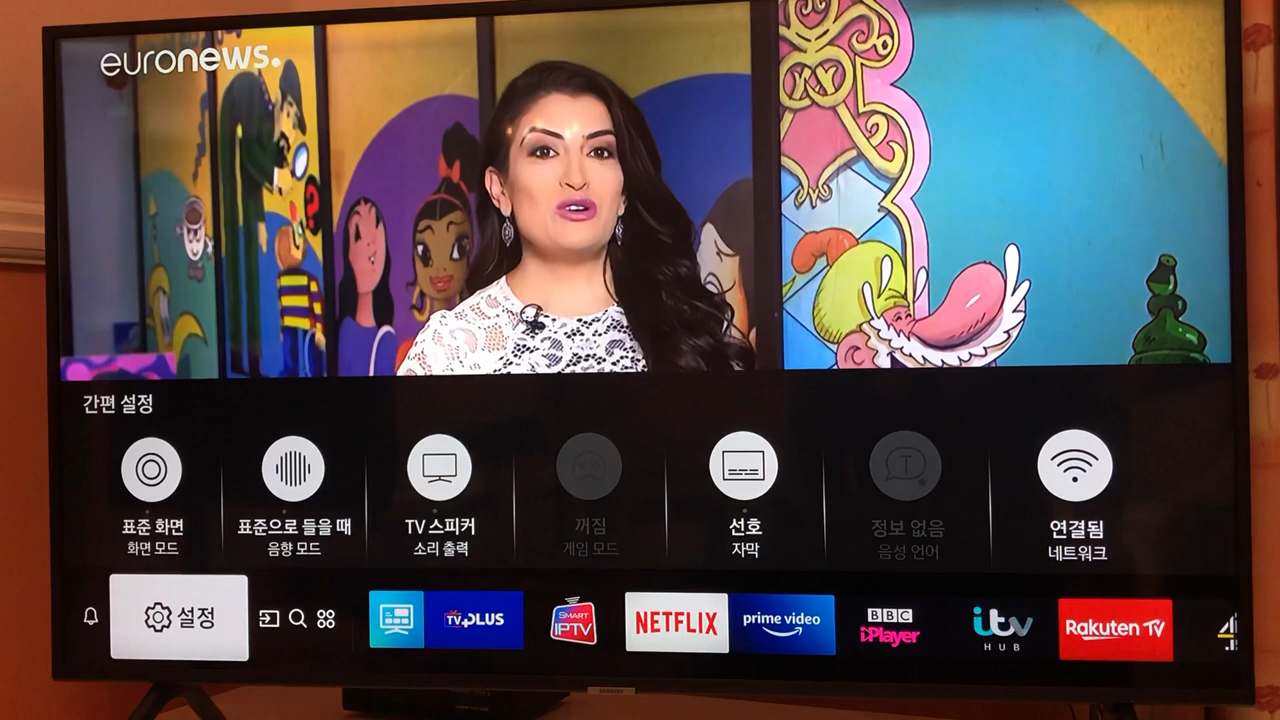 euronews.
간편 설정
표준 화면
화면 모드
표준으로 들을 때
음향 모드
TV 스피커
소리 출력
꺼짐
게임 모드
선호
자막
정보 없음
음성 언어
연결됨
네트워크
설정
TV PLUS
SMART IPTV
NETFLIX
prime video
BBC
iPlayer
itv
HUB
Rakuten TV
4
SAMSUNG